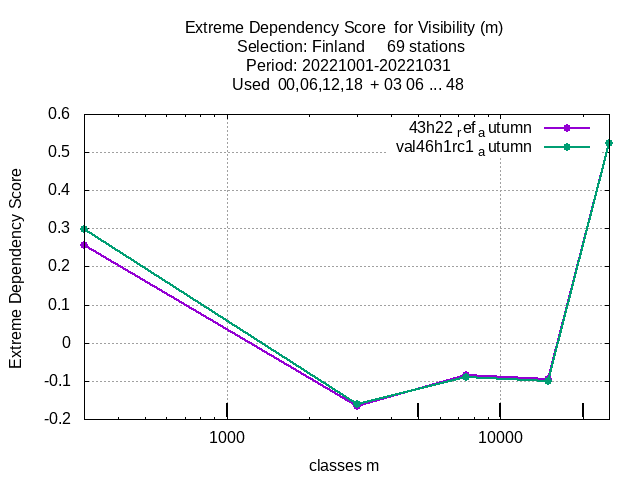 Extreme Dependency Score  for Visibility (m)
Selection: Finland     69 stations
Period: 20221001-20221031
Used  00,06,12,18  + 03 06 ... 48
43h22 refautumn
val46h1rc1 autumn
0.6
0.5
0.4
0.3
0.2
0.1
0
-0.1
-0.2
Extreme Dependency Score
1000
10000
classes m